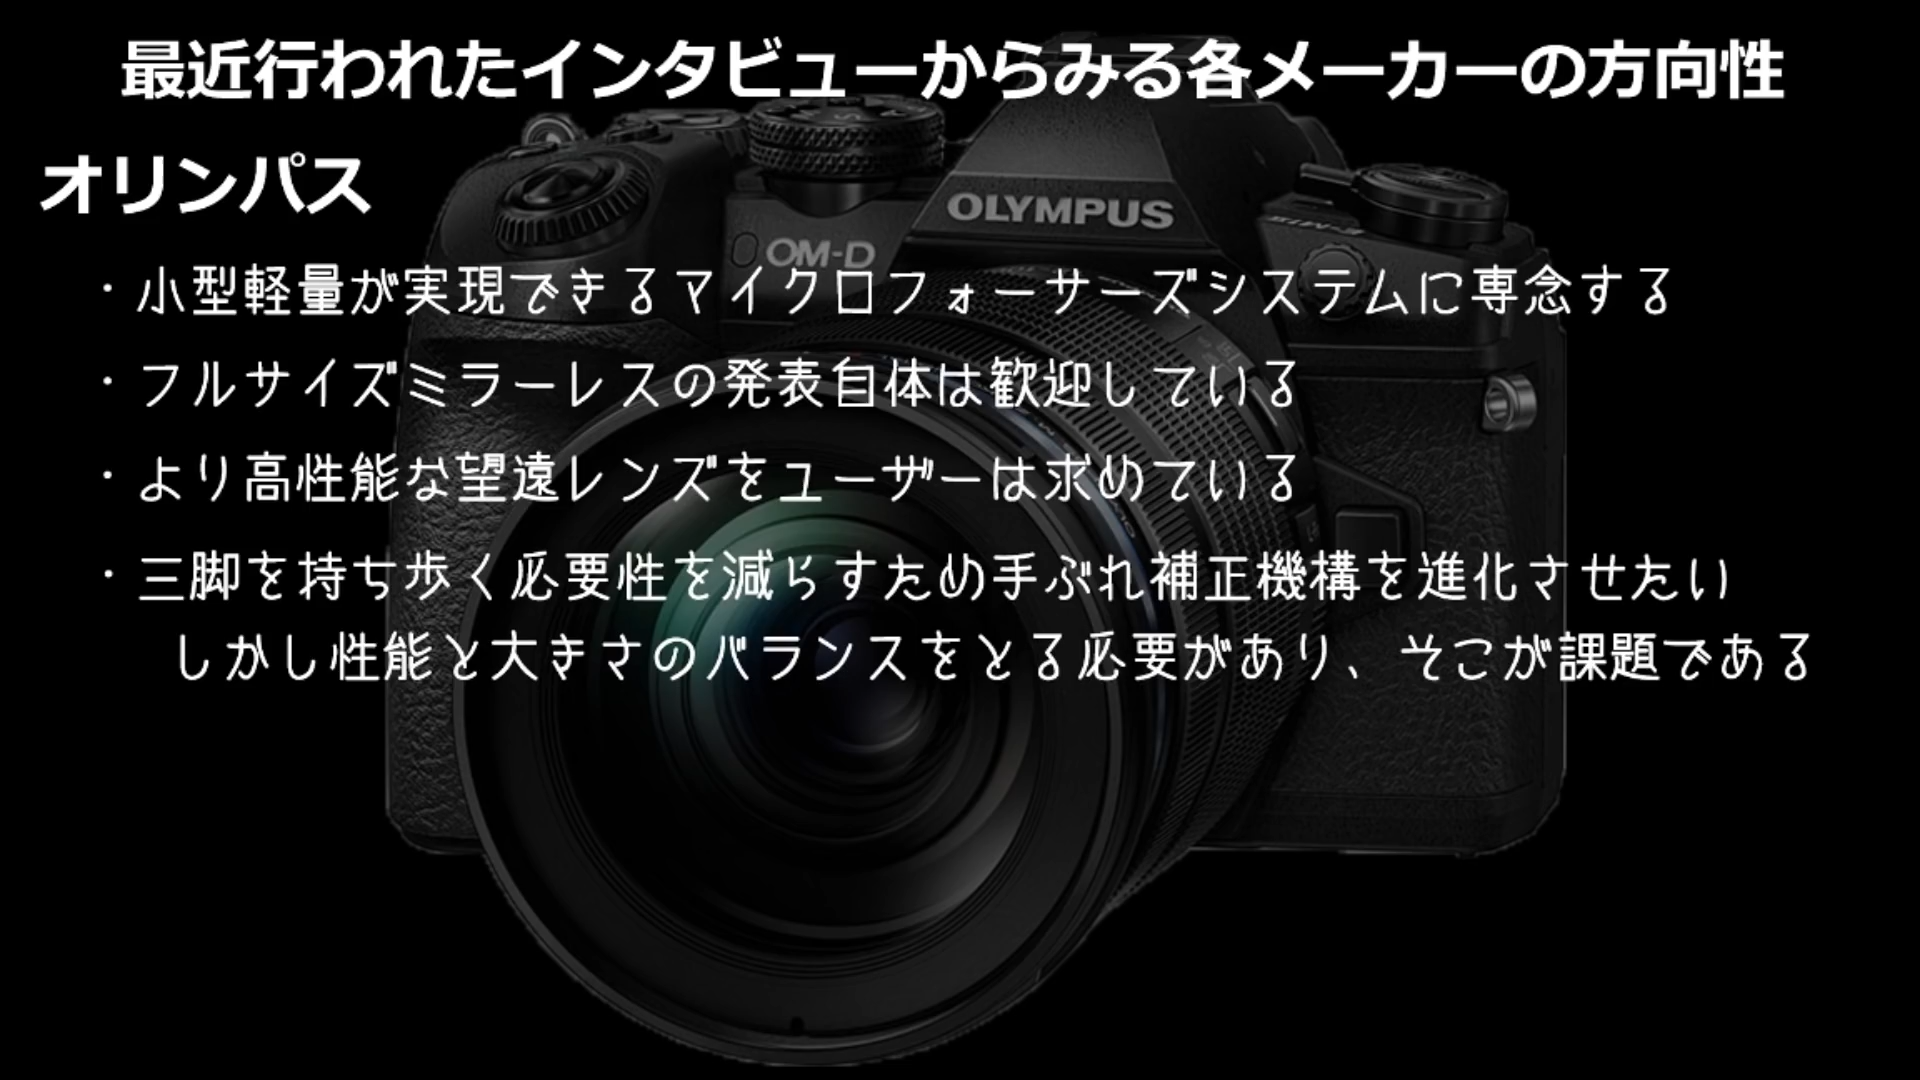 最近行われたインタビューからみる各メーカーの方向性
オリンパス
OLYMPUS
OM-D
・小型軽量が実現できるマイクロフォーサーズシステムに専念する
・フルサイズミラーレスの発表自体は歓迎している
・より高性能な望遠レンズをユーザーは求めている
・三脚を持ち歩く必要性を減らすため手ぶれ補正機構を進化させたい
しかし性能と大きさのバランスをとる必要があり、そこが課題である